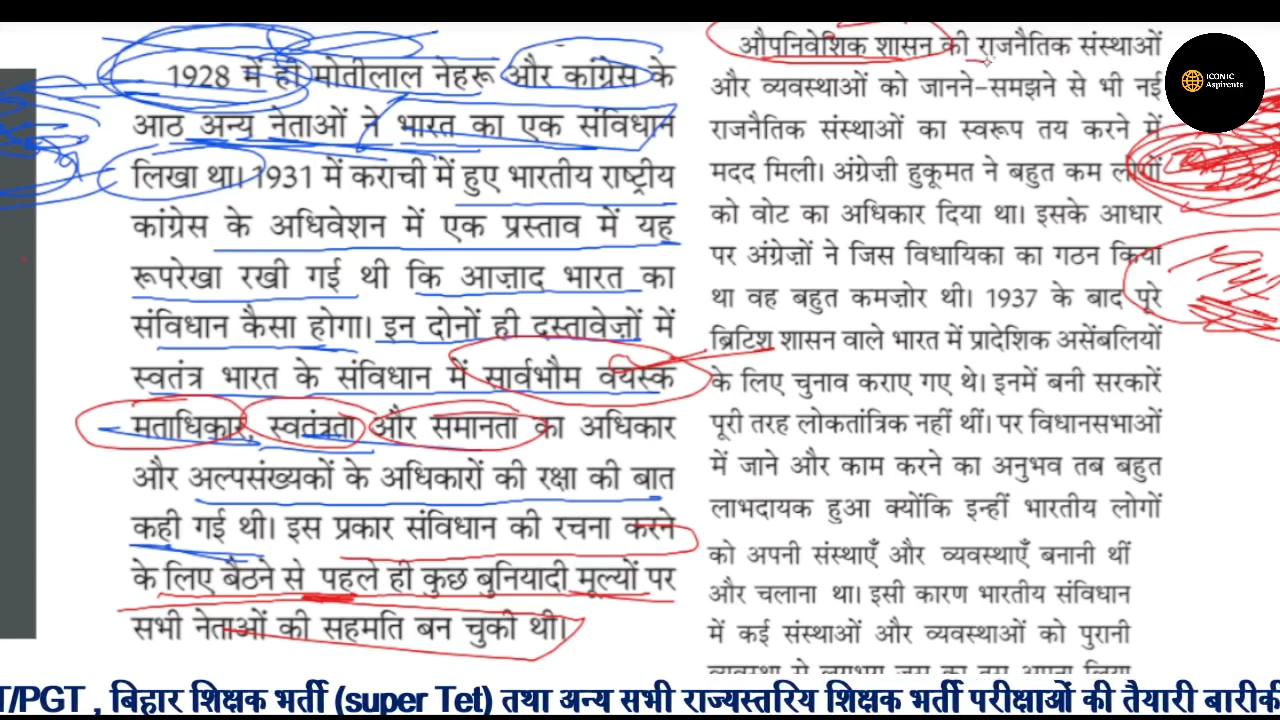 1928 में ही मोतीलाल नेहरू और कांग्रेस के
आठ अन्य नेताओं ने भारत का एक संविधान
लिखा था। 1931 में कराची में हुए भारतीय राष्ट्रीय
कांग्रेस के अधिवेशन में एक प्रस्ताव में यह
रूपरेखा रखी गई थी कि आज़ाद भारत का
संविधान कैसा होगा। इन दोनों ही दस्तावेज़ों में
स्वतंत्र भारत के संविधान में सार्वभौम वयस्क
मताधिकार, स्वतंत्रता और समानता का अधिकार
और अल्पसंख्यकों के अधिकारों की रक्षा की बात
कही गई थी। इस प्रकार संविधान की रचना करने
के लिए बैठने से पहले ही कुछ बुनियादी मूल्यों पर
सभी नेताओं की सहमति बन चुकी थी।
औपनिवेशिक शासन की राजनैतिक संस्थाओं
और व्यवस्थाओं को जानने-समझने से भी नई
राजनैतिक संस्थाओं का स्वरूप तय करने में
मदद मिली। अंग्रेज़ी हुकूमत ने बहुत कम लोगों
को वोट का अधिकार दिया था। इसके आधार
पर अंग्रेज़ों ने जिस विधायिका का गठन किया
था वह बहुत कमज़ोर थी। 1937 के बाद पूरे
ब्रिटिश शासन वाले भारत में प्रादेशिक असेंबलियों
के लिए चुनाव कराए गए थे। इनमें बनी सरकारें
पूरी तरह लोकतांत्रिक नहीं थीं। पर विधानसभाओं
में जाने और काम करने का अनुभव तब बहुत
लाभदायक हुआ क्योंकि इन्हीं भारतीय लोगों
को अपनी संस्थाएँ और व्यवस्थाएँ बनानी थीं
और चलाना था। इसी कारण भारतीय संविधान
में कई संस्थाओं और व्यवस्थाओं को पुरानी
ICONIC
Aspirents
T/PGT , बिहार शिक्षक भर्ती (super Tet) तथा अन्य सभी राज्यस्तरिय शिक्षक भर्ती परीक्षाओं की तैयारी बारीकी